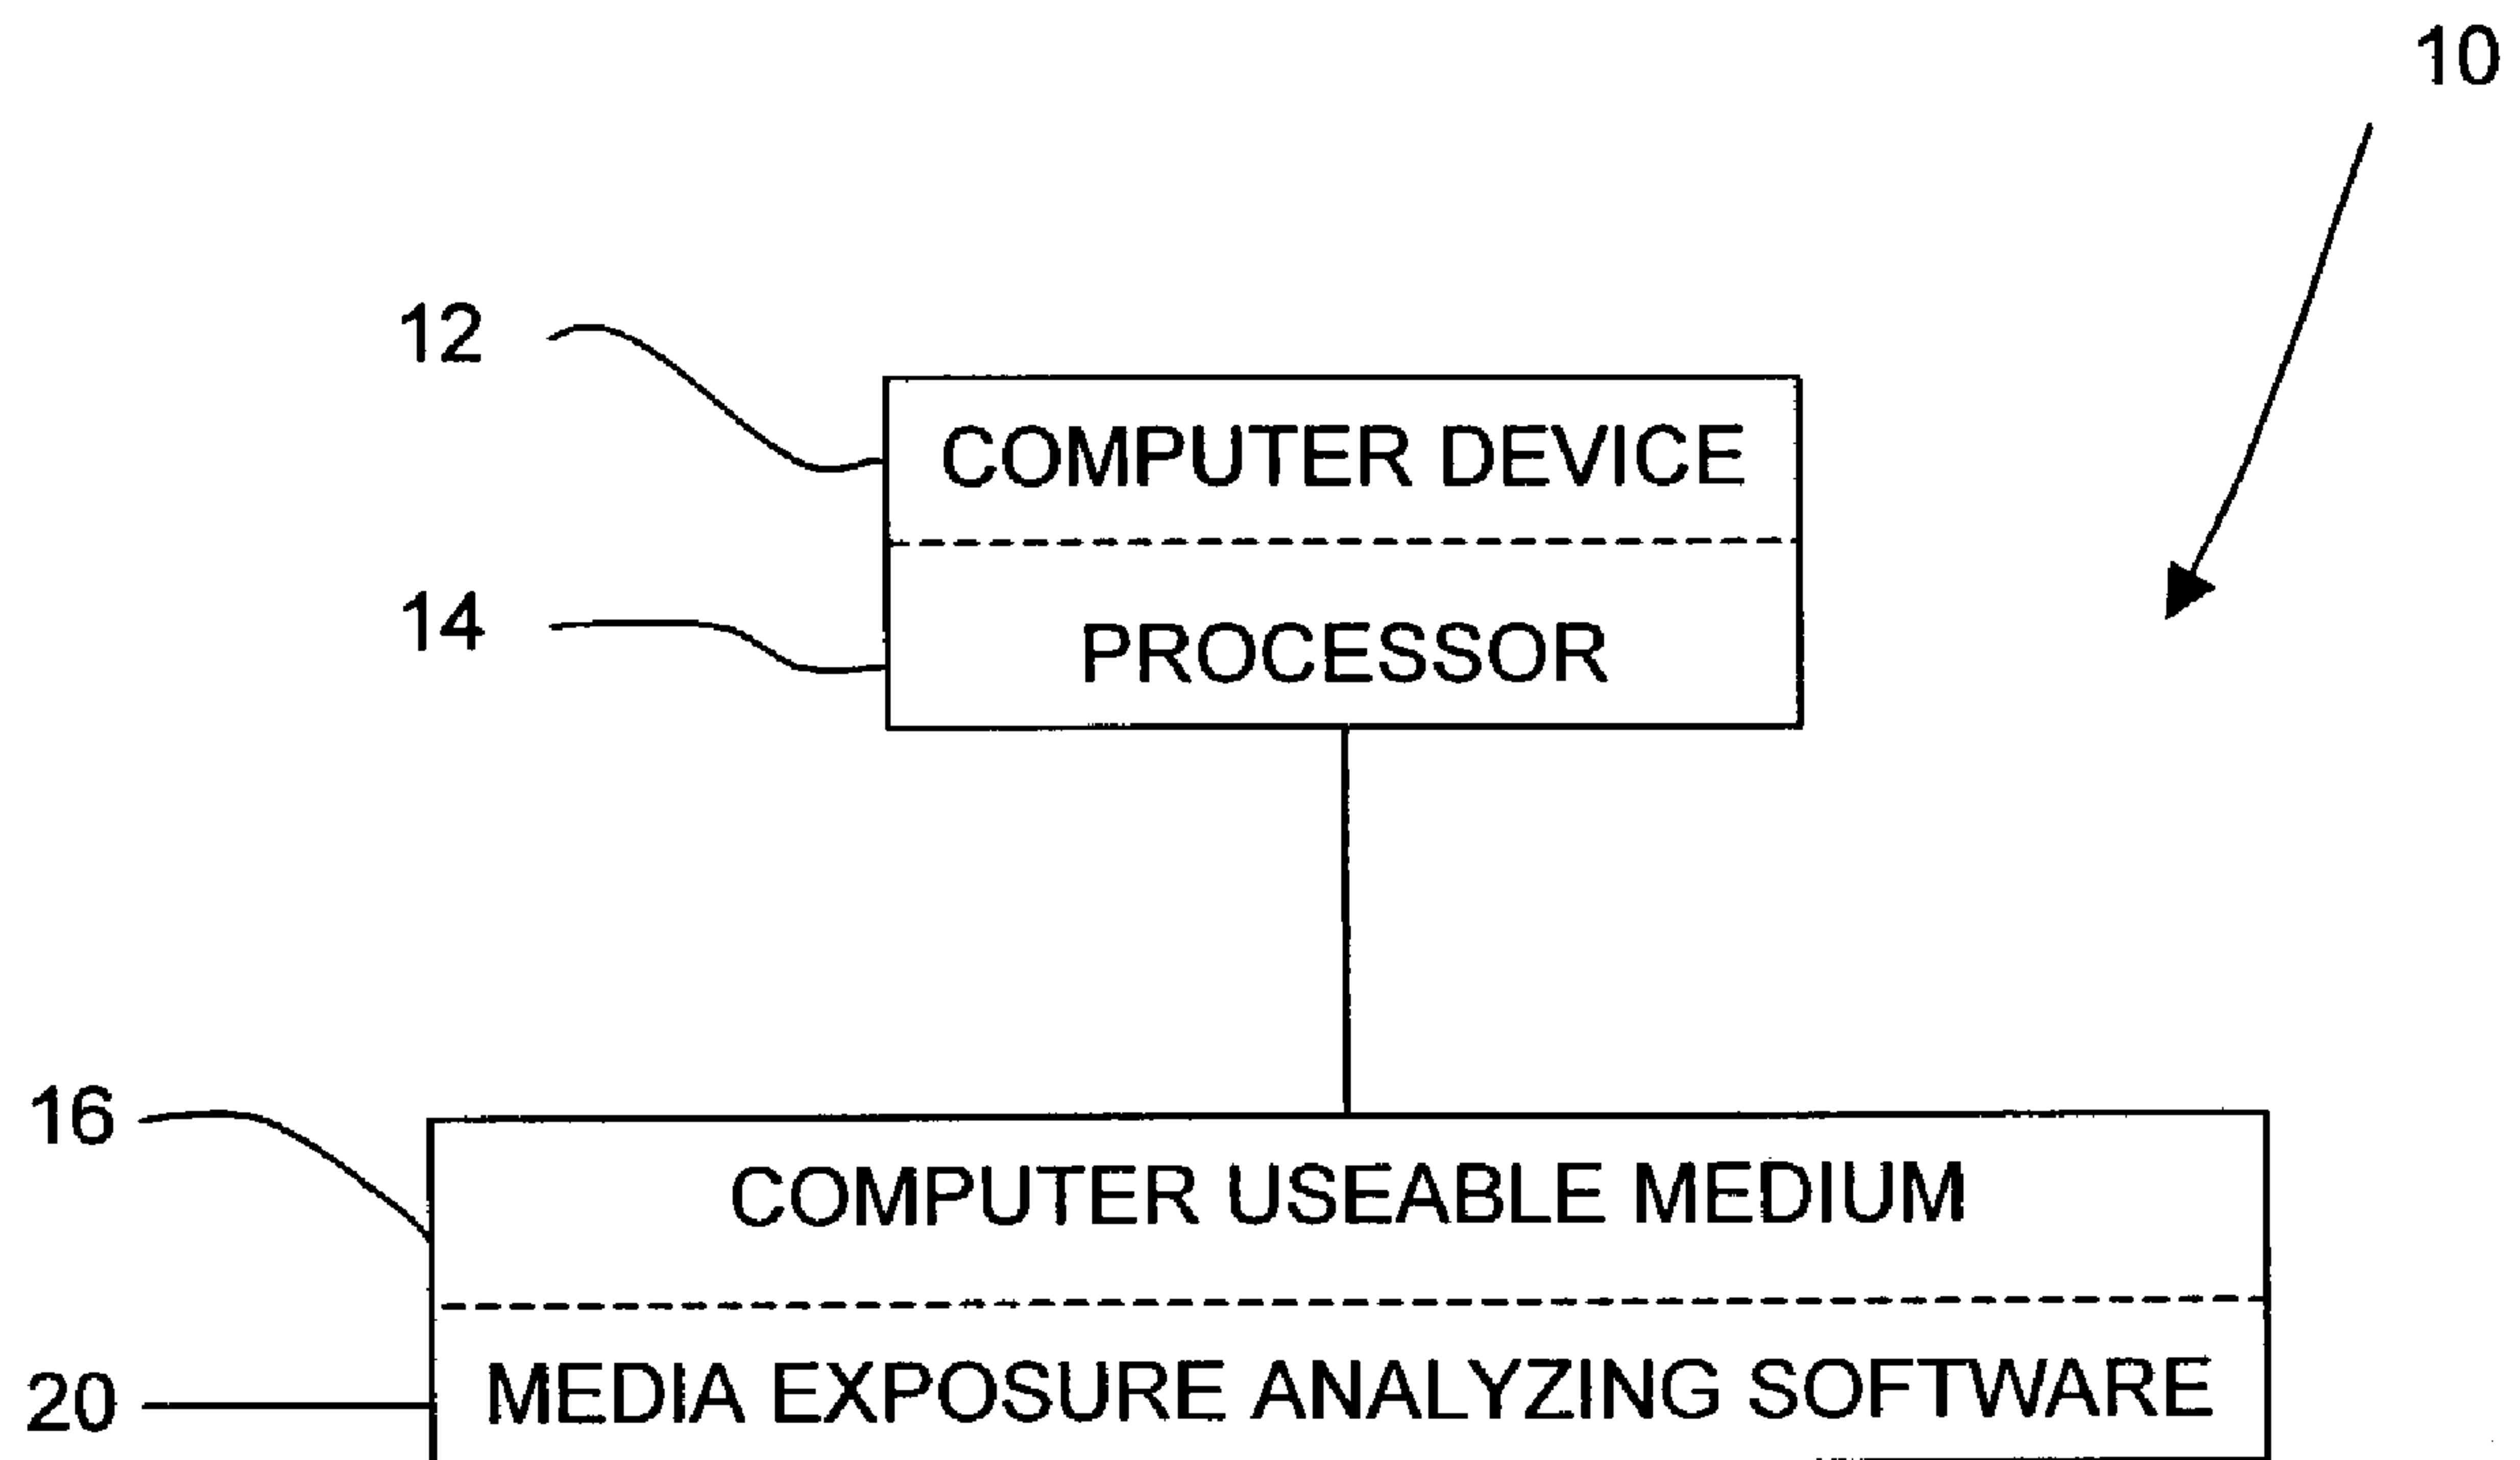 10
12
COMPUTER DEVICE
14
PROCESSOR
16
COMPUTER USEABLE MEDIUM
20
MEDIA EXPOSURE ANALYZING SOFTWARE